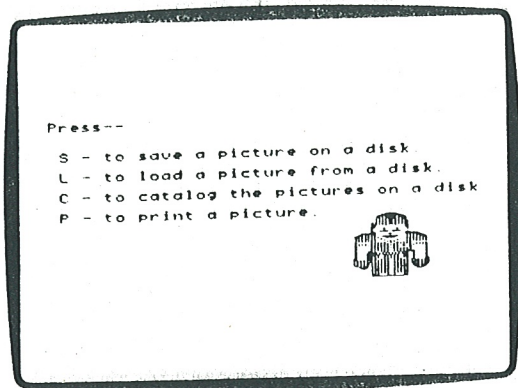 Press--
S - to save a picture on a disk.
L - to load a picture from a disk.
C - to catalog the pictures on a disk
P - to print a picture.